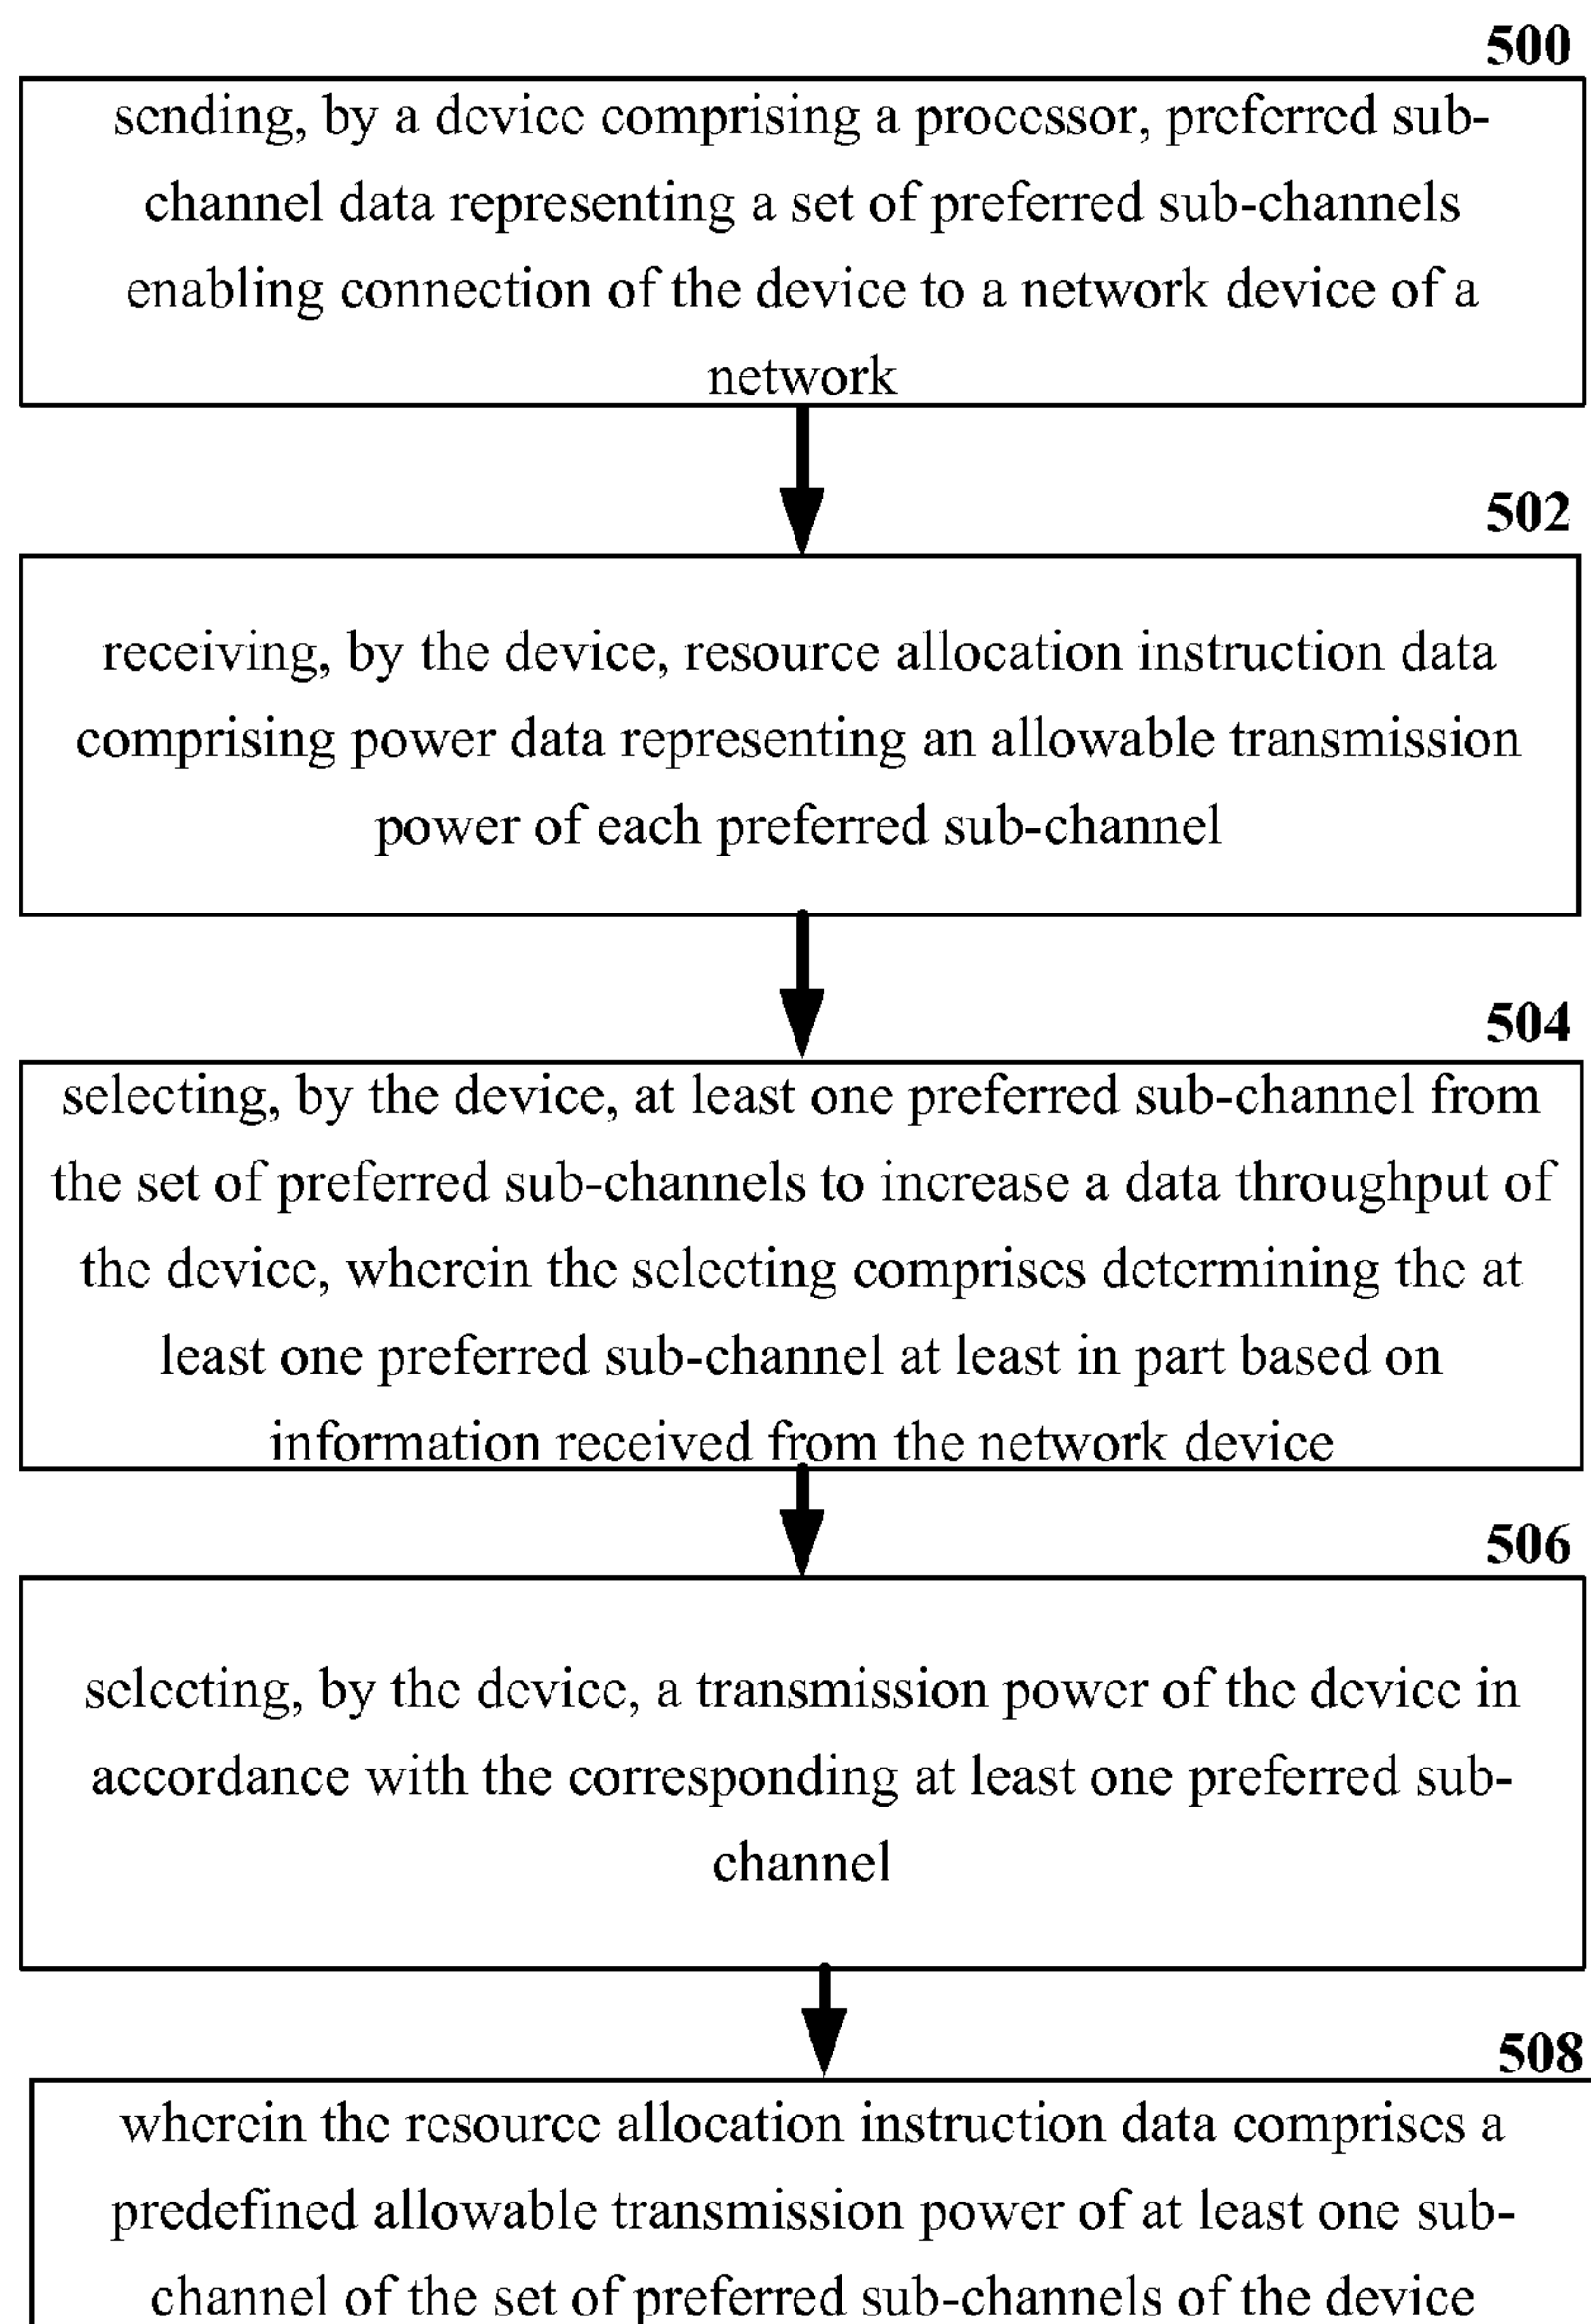 500
sending, by a device comprising a processor, preferred sub-
channel data representing a set of preferred sub-channels
enabling connection of the device to a network device of a
network
502
receiving, by the device, resource allocation instruction data
comprising power data representing an allowable transmission
power of each preferred sub-channel
504
selecting, by the device, at least one preferred sub-channel from
the set of preferred sub-channels to increase a data throughput of
the device, wherein the selecting comprises determining the at
least one preferred sub-channel at least in part based on
information received from the network device
506
selecting, by the device, a transmission power of the device in
accordance with the corresponding at least one preferred sub-
channel
508
wherein the resource allocation instruction data comprises a
predefined allowable transmission power of at least one sub-
channel of the set of preferred sub-channels of the device